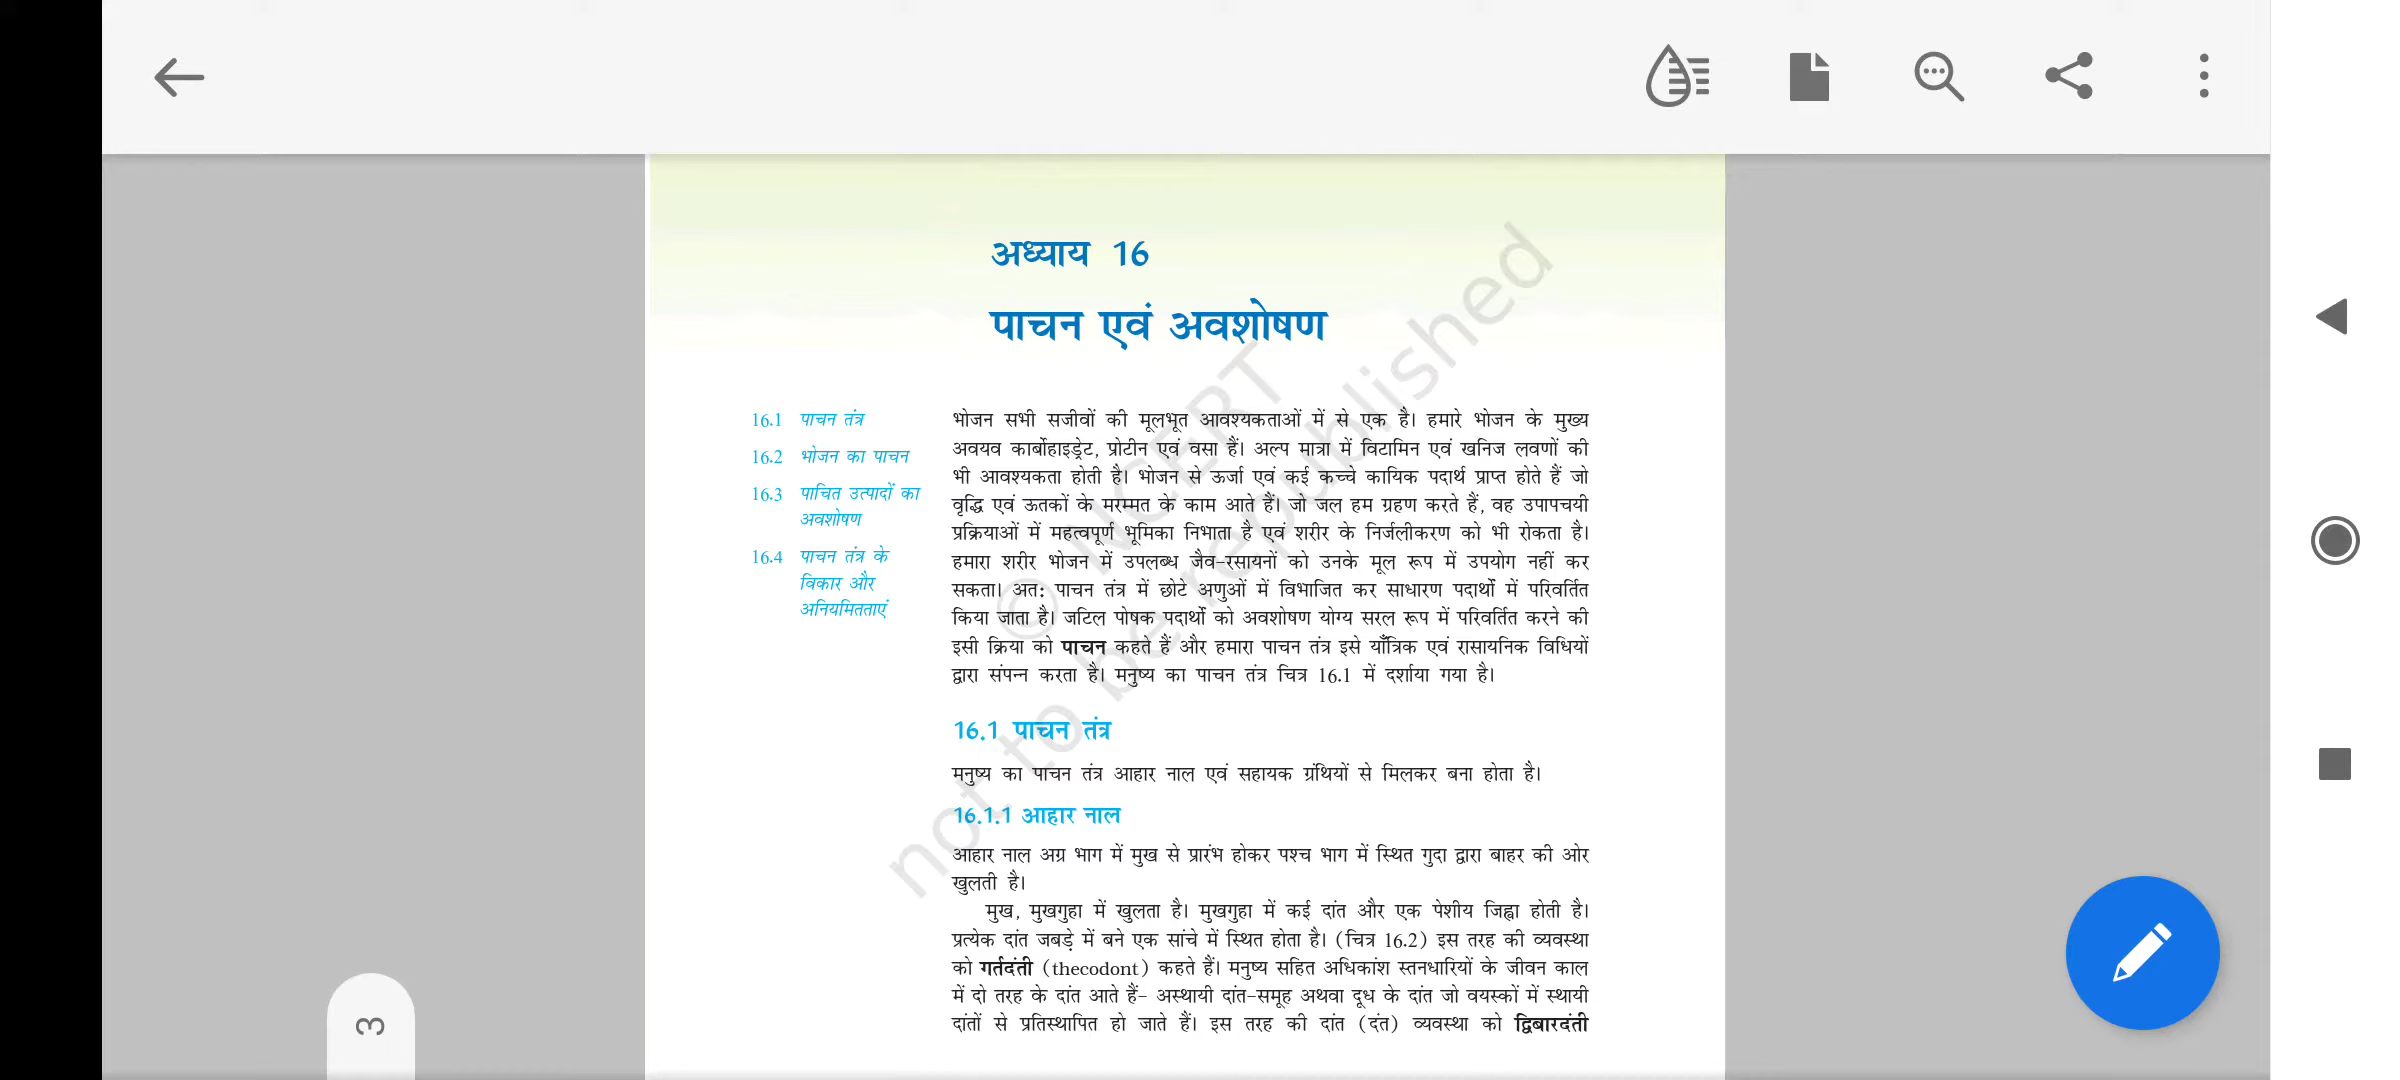 अध्याय 16
पाचन एवं अवशोषण
16.1 पाचन तंत्र
16.2 भोजन का पाचन
16.3 पाचित उत्पादों का
अवशोषण
16.4 पाचन तंत्र के
विकार और
अनियमितताएं
भोजन सभी सजीवों की मूलभूत आवश्यकताओं में से एक है। हमारे भोजन के मुख्य
अवयव कार्बोहाइड्रेट, प्रोटीन एवं वसा हैं। अल्प मात्रा में विटामिन एवं खनिज लवणों की
भी आवश्यकता होती है। भोजन से ऊर्जा एवं कई कच्चे कायिक पदार्थ प्राप्त होते हैं जो
वृद्धि एवं ऊतकों के मरम्मत के काम आते हैं। जो जल हम ग्रहण करते हैं, वह उपापचयी
प्रक्रियाओं में महत्वपूर्ण भूमिका निभाता है एवं शरीर के निर्जलीकरण को भी रोकता है।
हमारा शरीर भोजन में उपलब्ध जैव-रसायनों को उनके मूल रूप में उपयोग नहीं कर
सकता। अत: पाचन तंत्र में छोटे अणुओं में विभाजित कर साधारण पदार्थों में परिवर्तित
किया जाता है। जटिल पोषक पदार्थों को अवशोषण योग्य सरल रूप में परिवर्तित करने की
इसी क्रिया को पाचन कहते हैं और हमारा पाचन तंत्र इसे याँत्रिक एवं रासायनिक विधियों
द्वारा संपन्न करता है। मनुष्य का पाचन तंत्र चित्र 16.1 में दर्शाया गया है।
16.1 पाचन तंत्र
मनुष्य का पाचन तंत्र आहार नाल एवं सहायक ग्रंथियों से मिलकर बना होता है।
16.1.1 आहार नाल
आहार नाल अग्र भाग में मुख से प्रारंभ होकर पश्च भाग में स्थित गुदा द्वारा बाहर की ओर
खुलती है।
मुख, मुखगुहा में खुलता है। मुखगुहा में कई दांत और एक पेशीय जिह्वा होती है।
प्रत्येक दांत जबड़े में बने एक सांचे में स्थित होता है। (चित्र 16.2) इस तरह की व्यवस्था
को गर्तदंती (thecodont) कहते हैं। मनुष्य सहित अधिकांश स्तनधारियों के जीवन काल
में दो तरह के दांत आते हैं- अस्थायी दांत-समूह अथवा दूध के दांत जो वयस्कों में स्थायी
दांतों से प्रतिस्थापित हो जाते हैं। इस तरह की दांत (दंत) व्यवस्था को द्विबारदंती
© NCERT
not to be republished
3